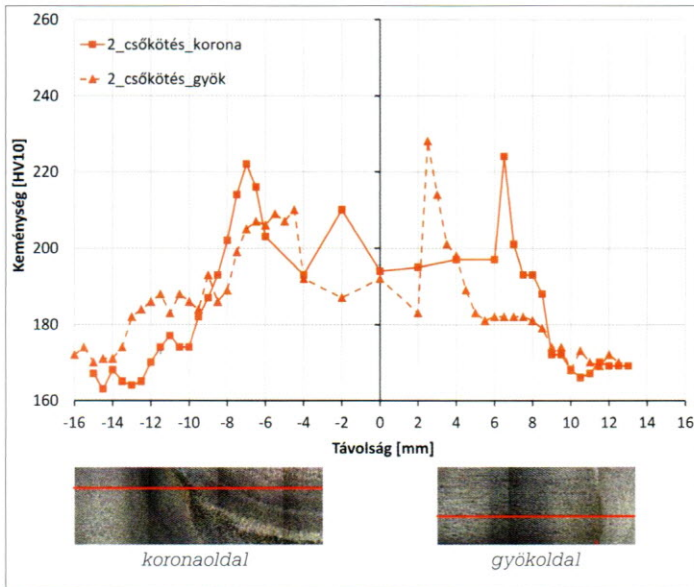 260
240
220
200
180
160
Keménység [HV10]
2_csőkötés_korona
2_csőkötés_gyök
-16 -14 -12 -10 -8 -6 -4 -2 0 2 4 6 8 10 12 14 16
Távolság [mm]
koronaoldal
gyökoldal